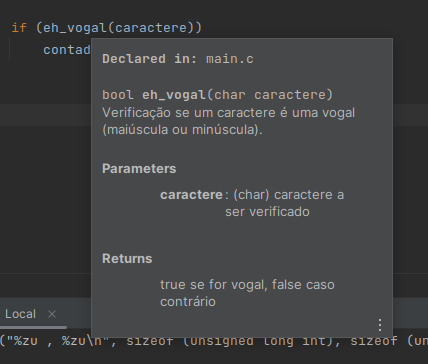 if (eh_vogal(caractere))
contad
Declared in: main.c
bool eh_vogal(char caractere)
Verificação se um caractere é uma vogal
(maiúscula ou minúscula).
Parameters
caractere : (char) caractere a
ser verificado
Returns
true se for vogal, false caso
contrário
Local ×
("%zu , %zu\n", sizeof (unsigned long int), sizeof (un